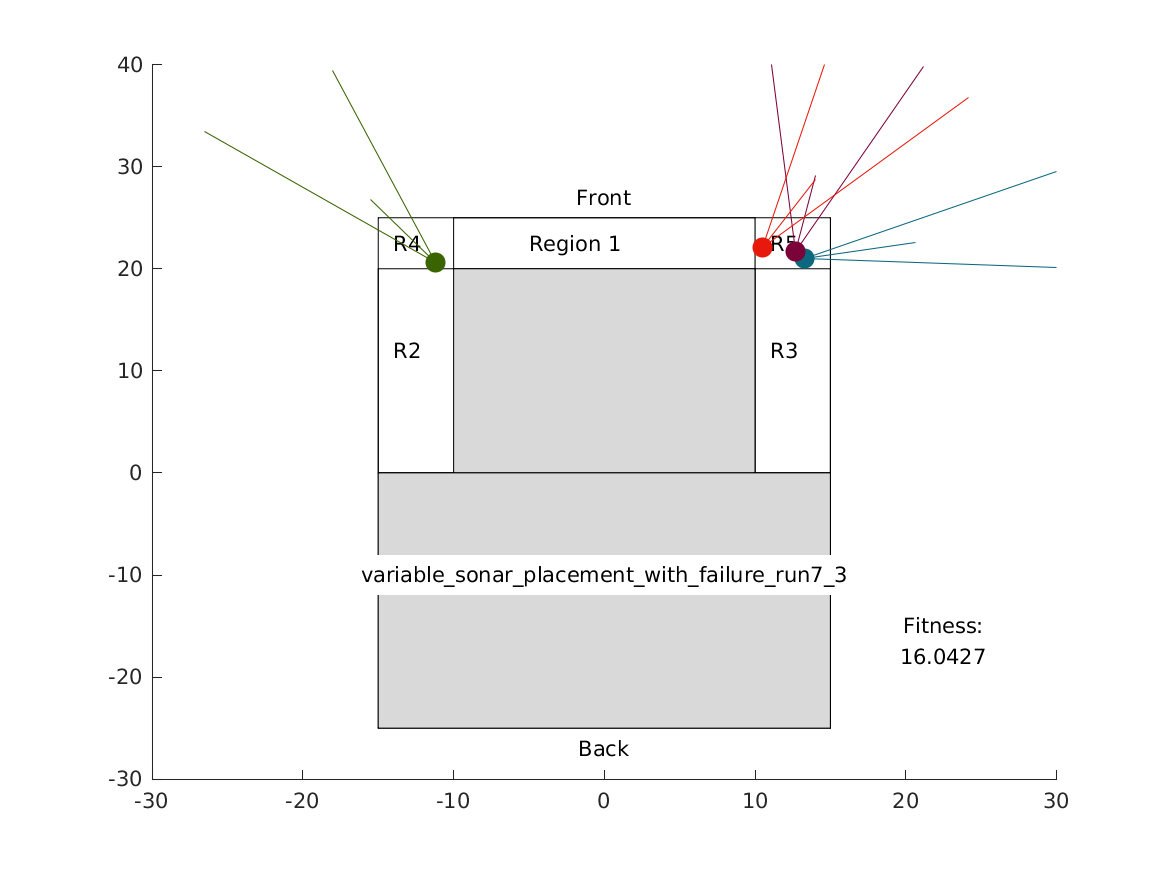 40
30
20
10
0
-10
-20
-30
-30
-20
-10
0
10
20
30
Front
R4
Region 1
R5
R2
R3
variable_sonar_placement_with_failure_run7_3
Fitness:
16.0427
Back